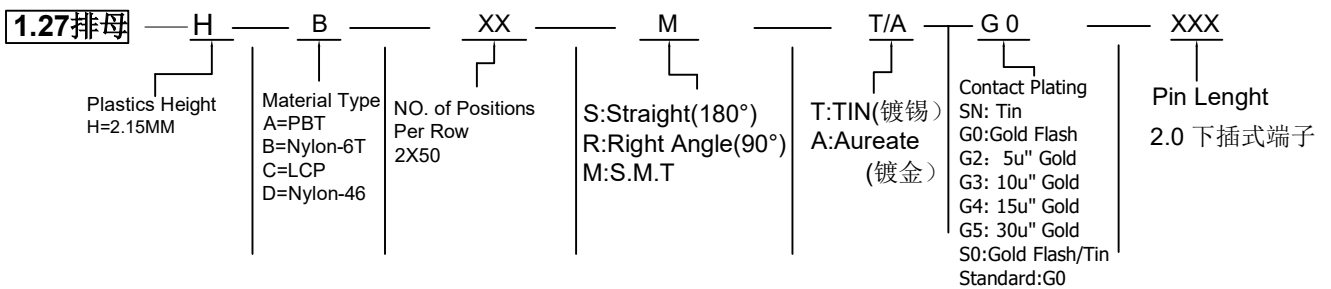 1.27排母 H B XX M T/A G 0 XXX
Plastics Height
H=2.15MM
Material Type
A=PBT
B=Nylon-6T
C=LCP
D=Nylon-46
NO. of Positions
Per Row
2X50
S:Straight(180°)
R:Right Angle(90°)
M:S.M.T
T:TIN(镀锡）
A:Aureate
(镀金）
Contact Plating
SN: Tin
G0:Gold Flash
G2：5u" Gold
G3: 10u" Gold
G4: 15u" Gold
G5: 30u" Gold
S0:Gold Flash/Tin
Standard:G0
Pin Lenght
2.0 下插式端子